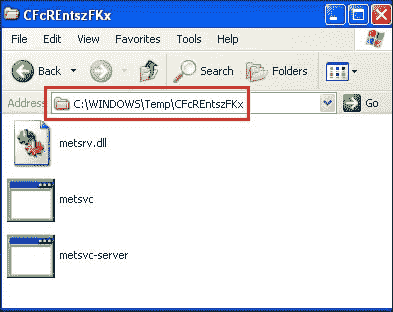 CFcREntszFKx
File Edit View Favorites Tools Help
Back Search Folders
Address C:\WINDOWS\Temp\CFcREntszFKx Go
metsrv.dll
metsvc
metsvc-server